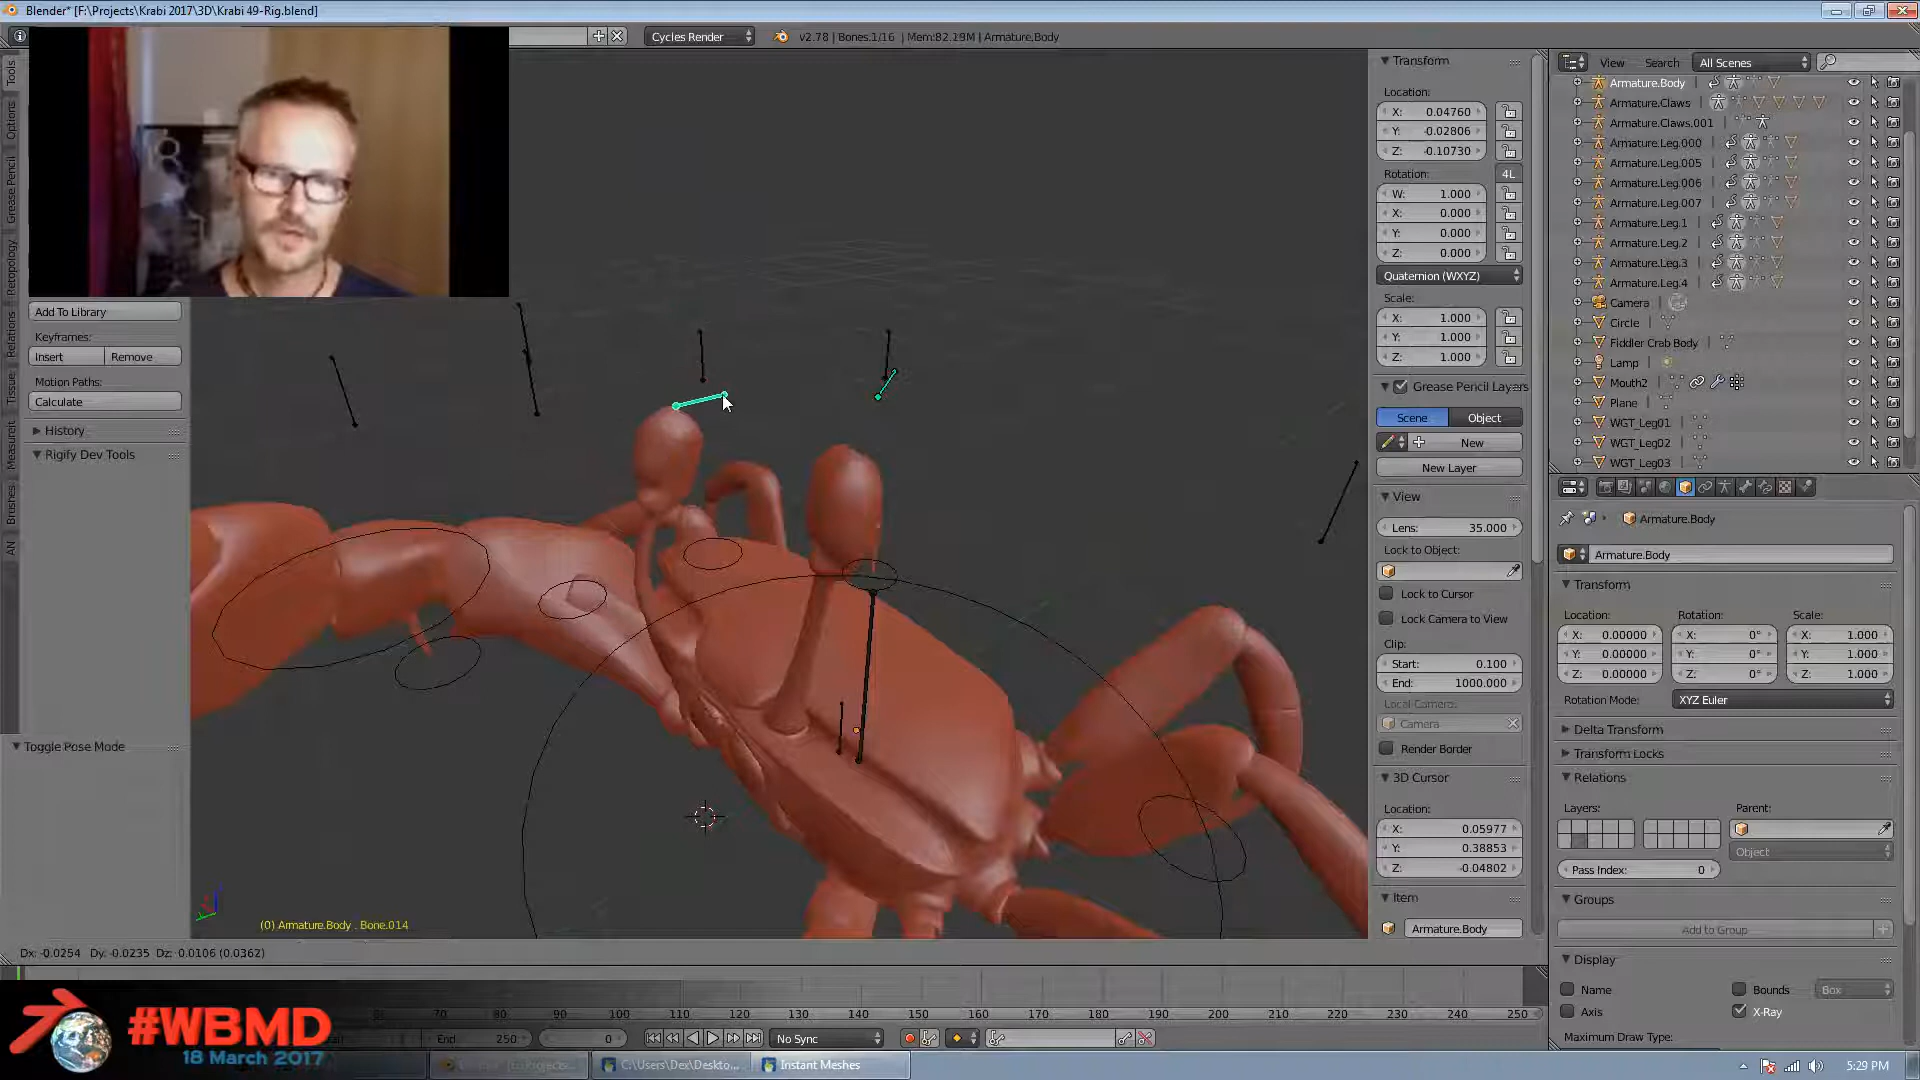 Blender* [F:\Projects\Krabi 2017\3D\Krabi 49-Rig.blend]
Cycles Render
v2.78 | Bones:1/16 | Mem:82.19M | Armature.Body
Tools
Options
Grease Pencil
Retopology
Relations
Tissue
MeasureIt
Brushes
AN
Add To Library
Keyframes:
Insert
Remove
Motion Paths:
Calculate
History
Rigify Dev Tools
Toggle Pose Mode
(0) Armature.Body : Bone.014
Dx: -0.0254 Dy: -0.0235 Dz: 0.0106 (0.0362)
Transform
Location:
X: 0.04760
Y: -0.02806
Z: -0.10730
Rotation:
4L
W: 1.000
X: 0.000
Y: 0.000
Z: 0.000
Quaternion (WXYZ)
Scale:
X: 1.000
Y: 1.000
Z: 1.000
Grease Pencil Layers
Scene
Object
New
New Layer
View
Lens: 35.000
Lock to Object:
Lock to Cursor
Lock Camera to View
Clip:
Start: 0.100
End: 1000.000
Local Camera:
Camera
Render Border
3D Cursor
Location:
X: 0.05977
Y: 0.38853
Z: -0.04802
Item
Armature.Body
View
Search
All Scenes
Armature.Body
Armature.Claws
Armature.Claws.001
Armature.Leg.000
Armature.Leg.005
Armature.Leg.006
Armature.Leg.007
Armature.Leg.1
Armature.Leg.2
Armature.Leg.3
Armature.Leg.4
Camera
Circle
Fiddler Crab Body
Lamp
Mouth2
Plane
WGT_Leg01
WGT_Leg02
WGT_Leg03
Armature.Body
Armature.Body
Transform
Location:
Rotation:
Scale:
X: 0.00000
X: 0°
X: 1.000
Y: 0.00000
Y: 0°
Y: 1.000
Z: 0.00000
Z: 0°
Z: 1.000
Rotation Mode:
XYZ Euler
Delta Transform
Transform Locks
Relations
Layers:
Parent:
Object
Pass Index: 0
Groups
Add to Group
Display
Name
Bounds
Box
Axis
X-Ray
Maximum Draw Type:
70 80 90 100 110 120 130 140 150 160 170 180 190 200 210 220 230 240 250
End: 250
0
No Sync
#WBMD
18 March 2017
C:\Users\Dex\Deskto...
Instant Meshes
5:29 PM